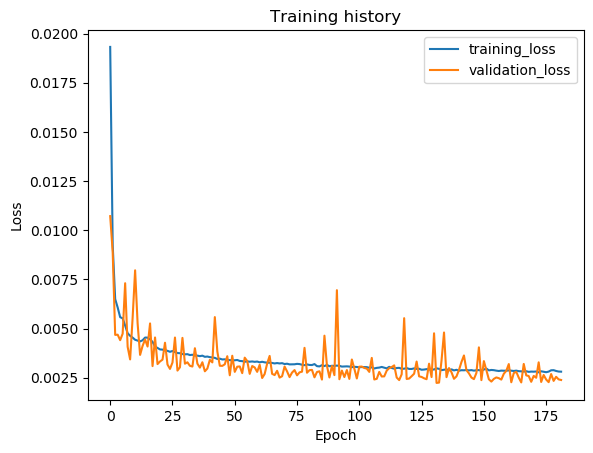 Training history
training_loss
validation_loss
0.0200
0.0175
0.0150
0.0125
0.0100
0.0075
0.0050
0.0025
Loss
0 25 50 75 100 125 150 175
Epoch